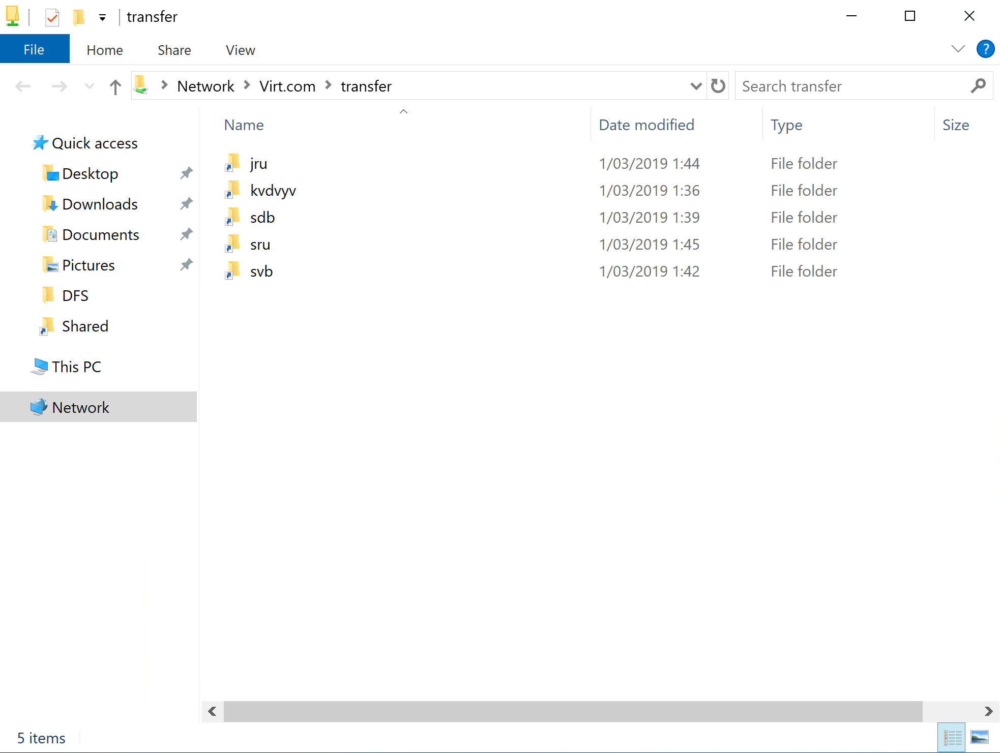 transfer
File Home Share View ?
Network Virt.com transfer Search transfer
Name Date modified Type Size
Quick access
Desktop
Downloads
Documents
Pictures
DFS
Shared
This PC
Network
jru 1/03/2019 1:44 File folder
kvdvyv 1/03/2019 1:36 File folder
sdb 1/03/2019 1:39 File folder
sru 1/03/2019 1:45 File folder
svb 1/03/2019 1:42 File folder
5 items